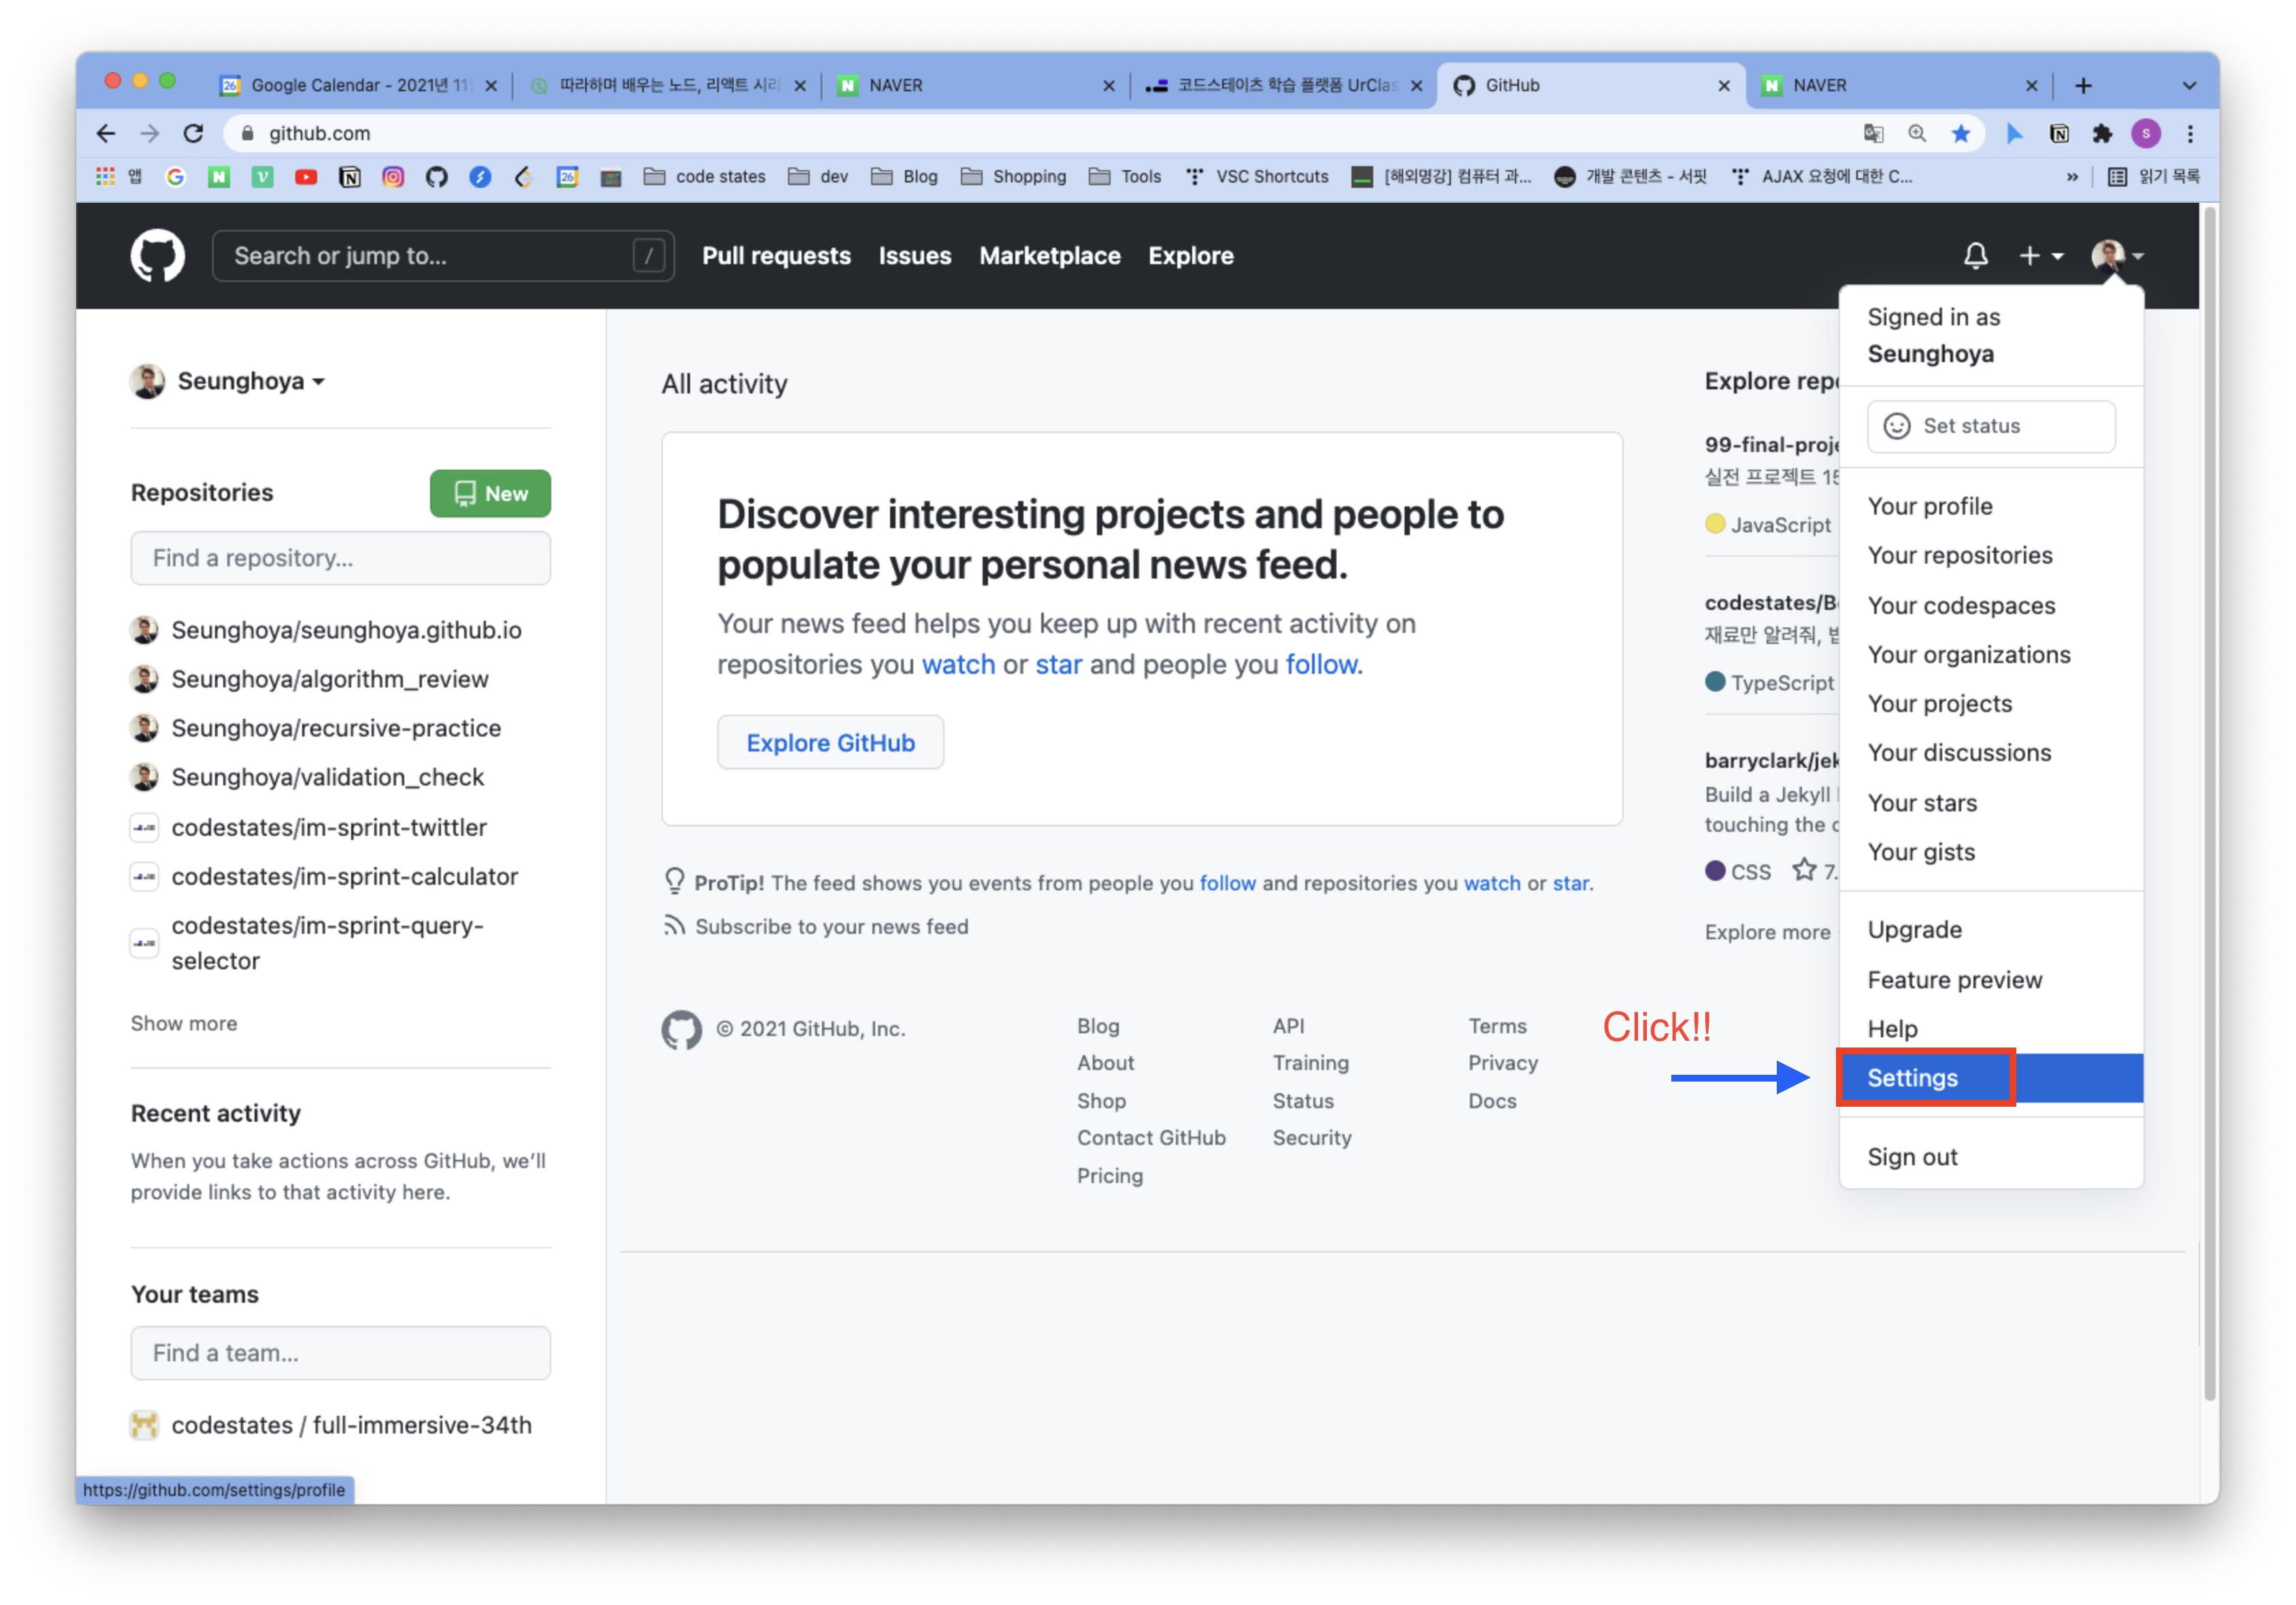 Google Calendar - 2021년 11
따라하며 배우는 노드, 리액트 시리
NAVER
코드스테이츠 학습 플랫폼 UrClas
GitHub
NAVER
github.com
앱
code states
dev
Blog
Shopping
Tools
VSC Shortcuts
[해외명강] 컴퓨터 과...
개발 콘텐츠 - 서핏
AJAX 요청에 대한 C...
»
읽기 목록
Search or jump to...
/
Pull requests
Issues
Marketplace
Explore
Seunghoya
Repositories
New
Find a repository...
Seunghoya/seunghoya.github.io
Seunghoya/algorithm_review
Seunghoya/recursive-practice
Seunghoya/validation_check
codestates/im-sprint-twittler
codestates/im-sprint-calculator
codestates/im-sprint-query-
selector
Show more
Recent activity
When you take actions across GitHub, we'll
provide links to that activity here.
Your teams
Find a team...
codestates / full-immersive-34th
https://github.com/settings/profile
All activity
Discover interesting projects and people to
populate your personal news feed.
Your news feed helps you keep up with recent activity on
repositories you watch or star and people you follow.
Explore GitHub
ProTip! The feed shows you events from people you follow and repositories you watch or star.
Subscribe to your news feed
© 2021 GitHub, Inc.
Blog
About
Shop
Contact GitHub
Pricing
API
Training
Status
Security
Terms
Privacy
Docs
Explore rep
99-final-proj
실전 프로젝트 15
JavaScript
codestates/B
재료만 알려줘,
TypeScript
barryclark/jek
Build a Jekyll
touching the
CSS
7.
Explore more
Signed in as
Seunghoya
Set status
Your profile
Your repositories
Your codespaces
Your organizations
Your projects
Your discussions
Your stars
Your gists
Upgrade
Feature preview
Help
Click!!
Settings
Sign out